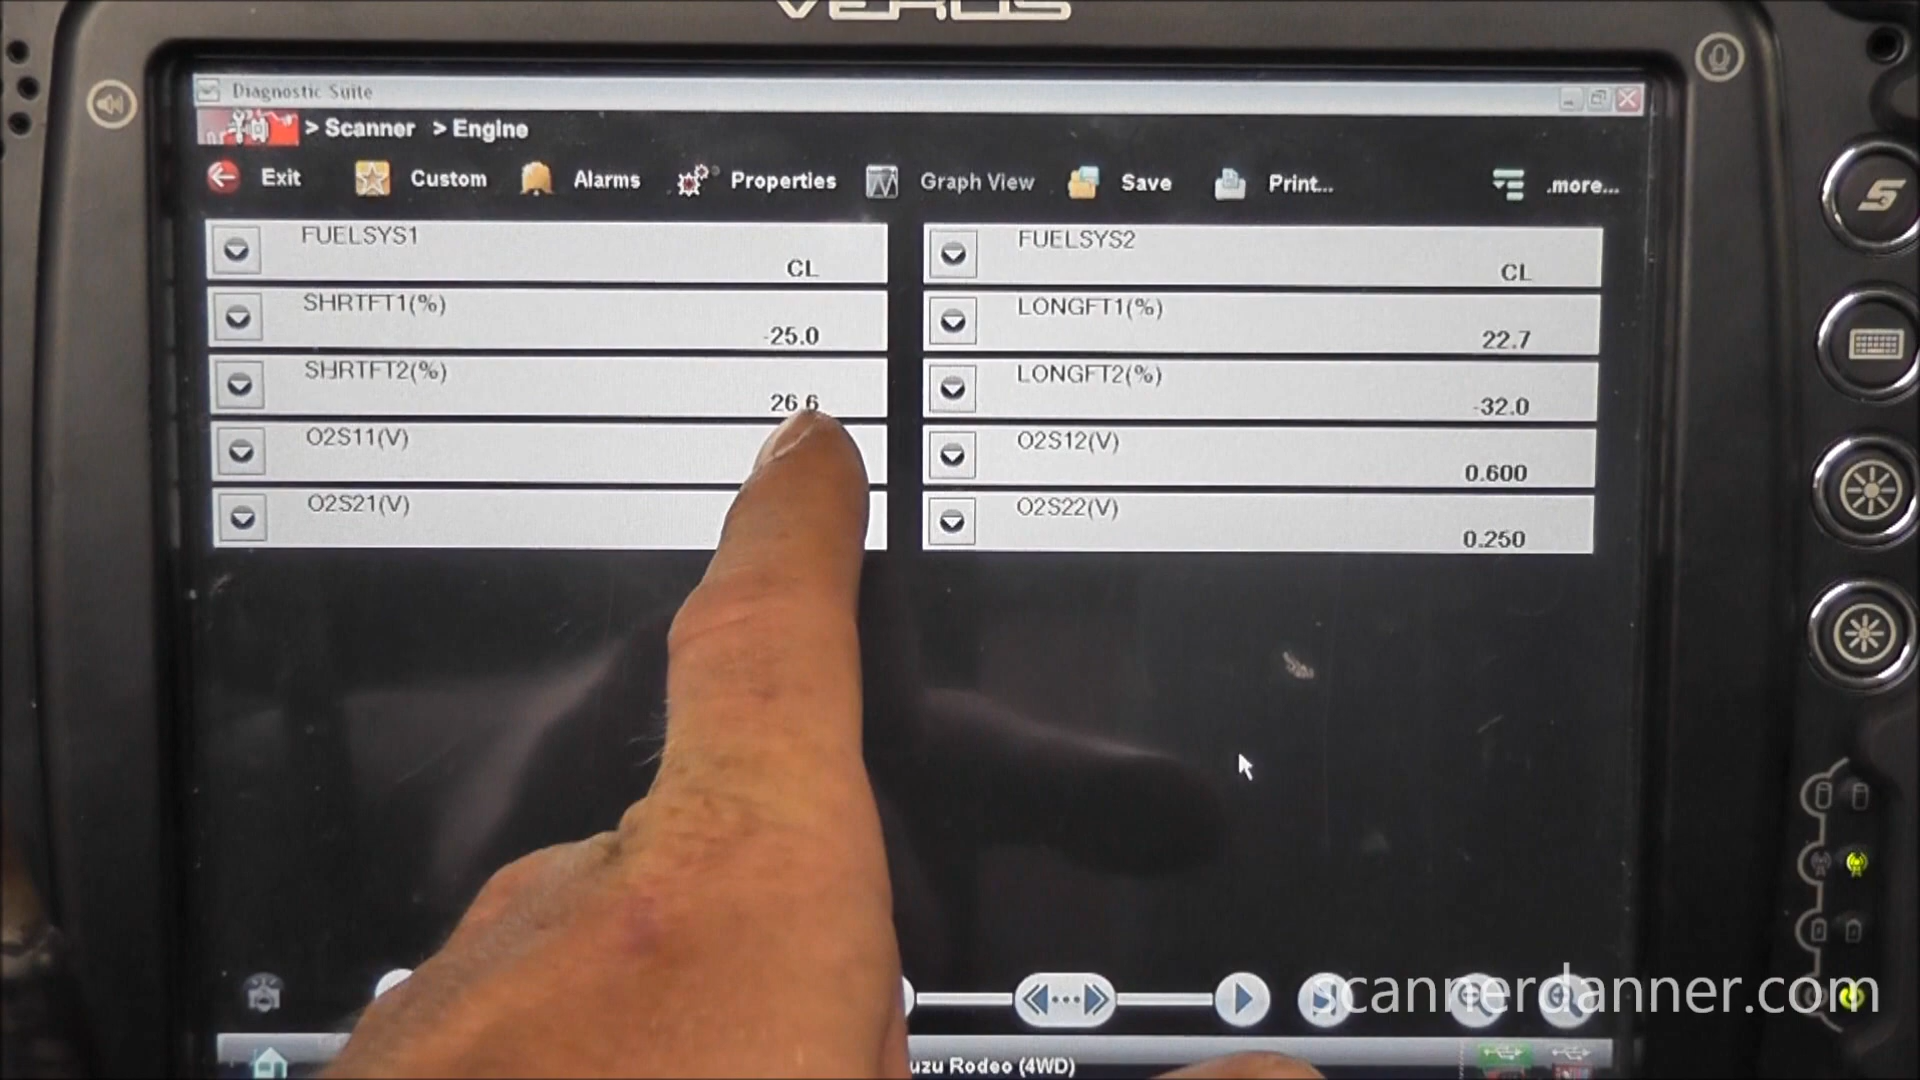 VERUS
Diagnostic Suite
> Scanner > Engine
Exit Custom Alarms Properties Graph View Save Print... .more...
FUELSYS1 CL FUELSYS2 CL
SHRTFT1(%) -25.0 LONGFT1(%) 22.7
SHRTFT2(%) 26.6 LONGFT2(%) -32.0
O2S11(V) O2S12(V) 0.600
O2S21(V) O2S22(V) 0.250
scannerdanner.com
uzu Rodeo (4WD)